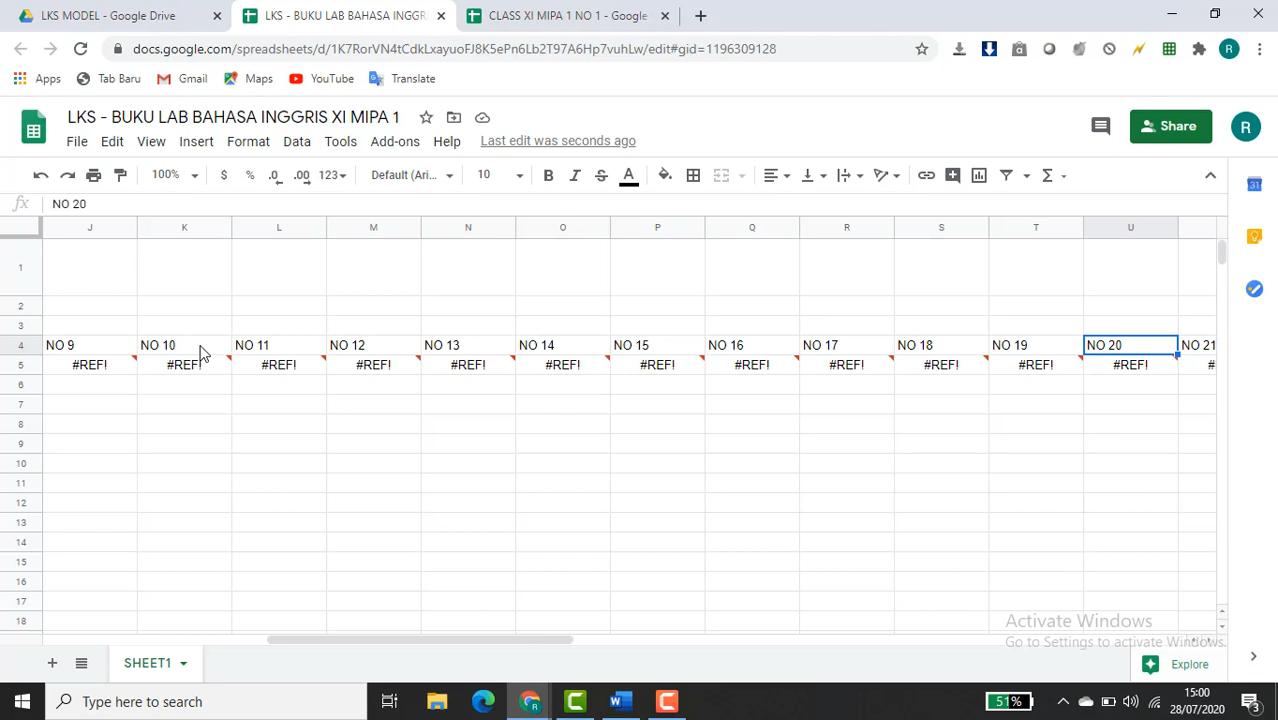 LKS MODEL - Google Drive
LKS - BUKU LAB BAHASA INGGR
CLASS XI MIPA 1 NO 1 - Google
docs.google.com/spreadsheets/d/1K7RorVN4tCdkLxayuoFJ8K5ePn6Lb2T97A6Hp7vuhLw/edit#gid=1196309128
R
Apps
Tab Baru
Gmail
Maps
YouTube
Translate
LKS - BUKU LAB BAHASA INGGRIS XI MIPA 1
File Edit View Insert Format Data Tools Add-ons Help Last edit was seconds ago
Share
R
100% $ % .0 .00 123 Default (Ari... 10 B I S A
31
fx NO 20
J K L M N O P Q R S T U
1
2
3
4 NO 9 NO 10 NO 11 NO 12 NO 13 NO 14 NO 15 NO 16 NO 17 NO 18 NO 19 NO 20 NO 21
5 #REF! #REF! #REF! #REF! #REF! #REF! #REF! #REF! #REF! #REF! #REF! #REF! #
6
7
8
9
10
11
12
13
14
15
16
17
18
Activate Windows
Go to Settings to activate Windows.
SHEET1
Explore
Type here to search
51%
15:00
28/07/2020
3